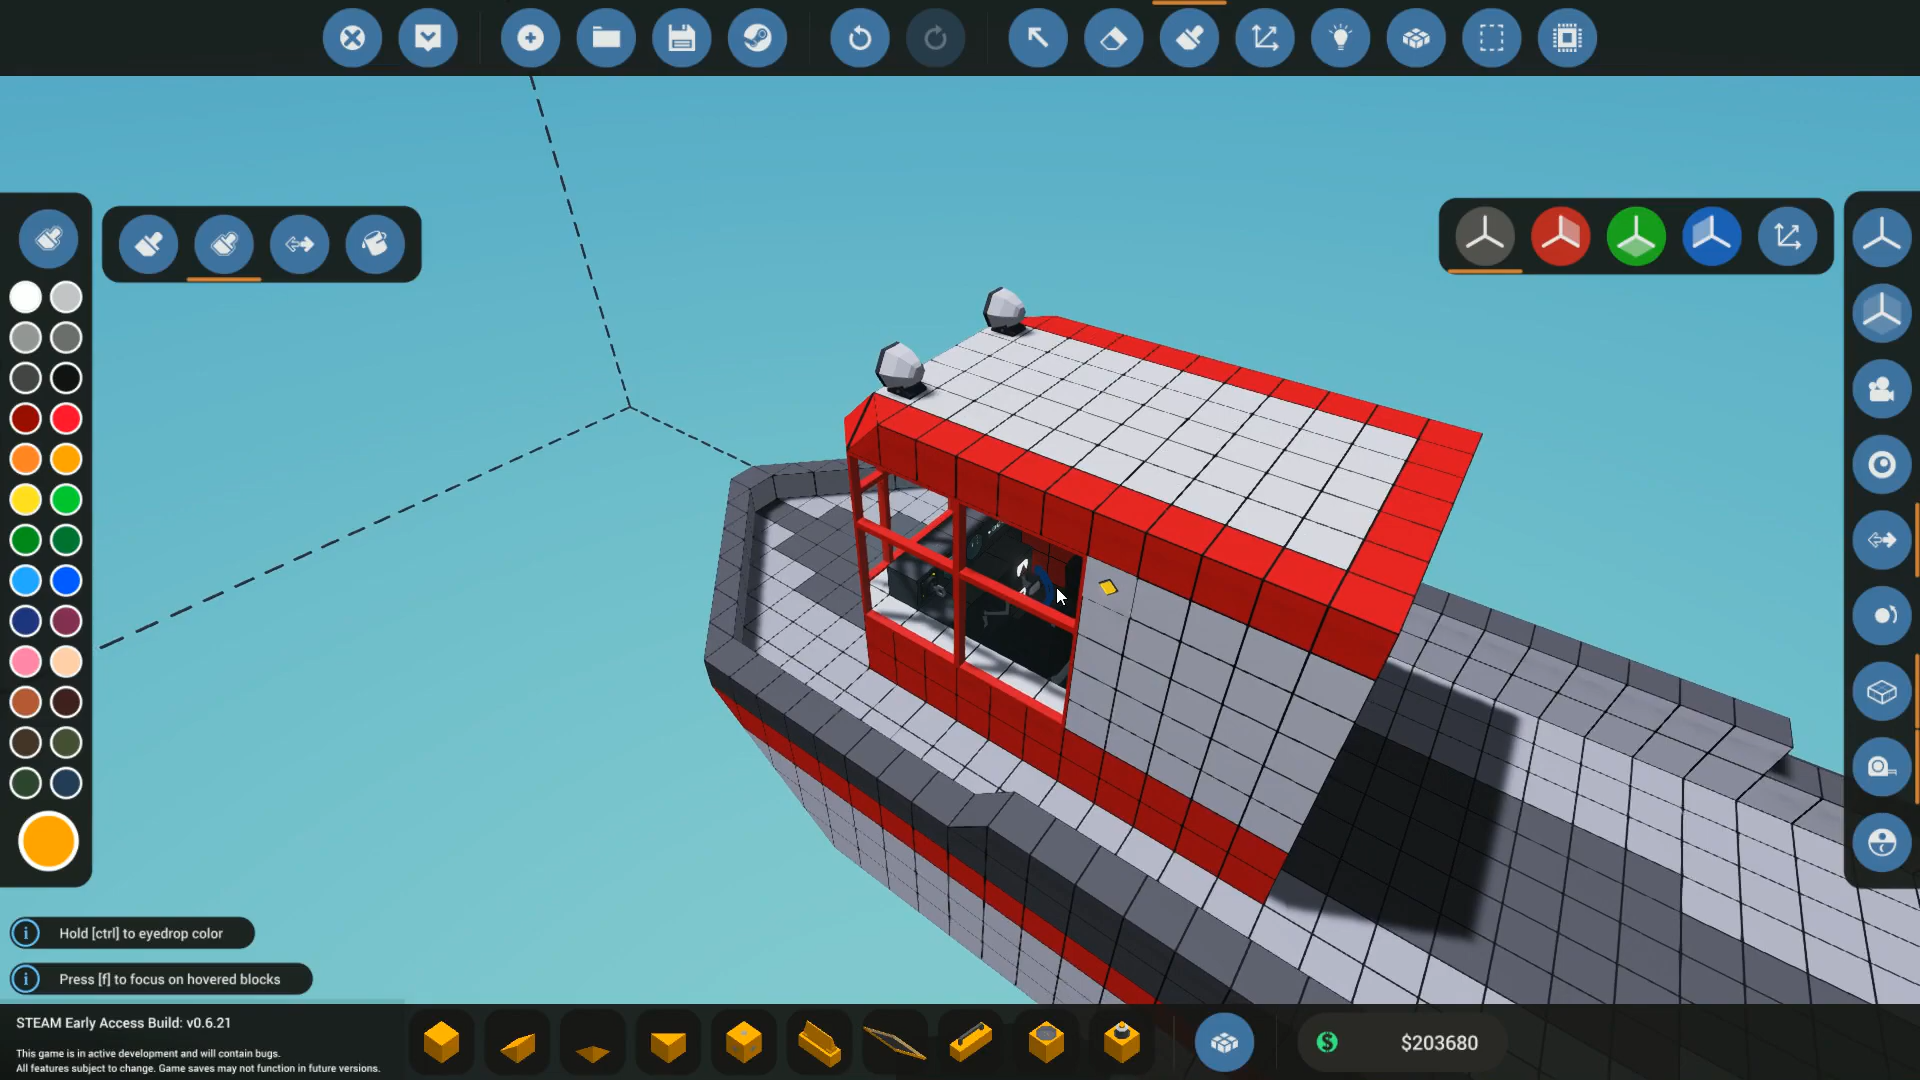 Hold [ctrl] to eyedrop color
Press [f] to focus on hovered blocks
STEAM Early Access Build: v0.6.21
This game is in active development and will contain bugs.
All features subject to change. Game saves may not function in future versions.
$203680